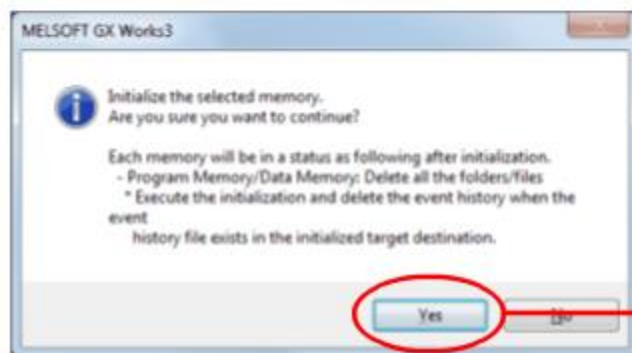 MELSOFT GX Works3
Initialize the selected memory.
Are you sure you want to continue?
Each memory will be in a status as following after initialization.
- Program Memory/Data Memory: Delete all the folders/files
* Execute the initialization and delete the event history when the
event
history file exists in the initialized target destination.
Yes
No